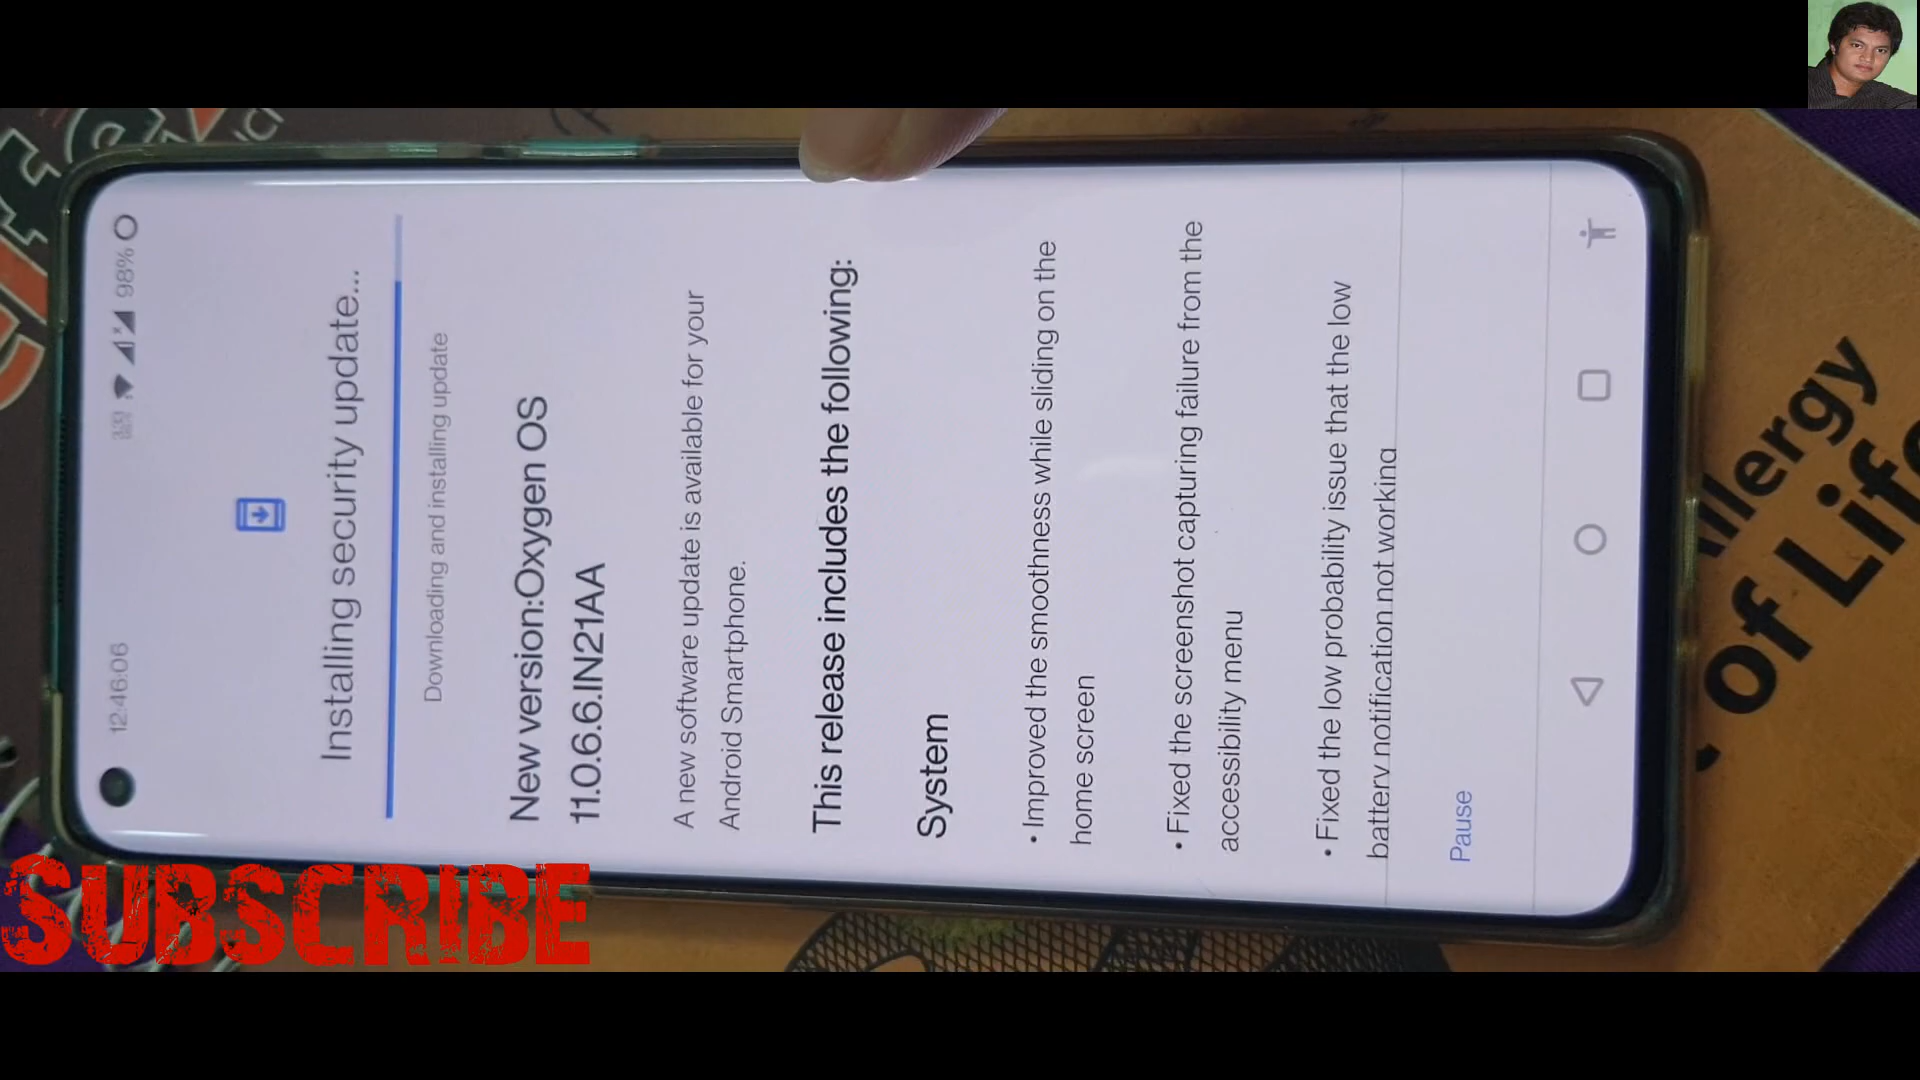 12:46:06
98%
Installing security update...
Downloading and installing update
New version:Oxygen OS
11.0.6.6.IN21AA
A new software update is available for your
Android Smartphone.
This release includes the following:
System
• Improved the smoothness while sliding on the
home screen
• Fixed the screenshot capturing failure from the
accessibility menu
• Fixed the low probability issue that the low
battery notification not working
Pause
SUBSCRIBE
of Life